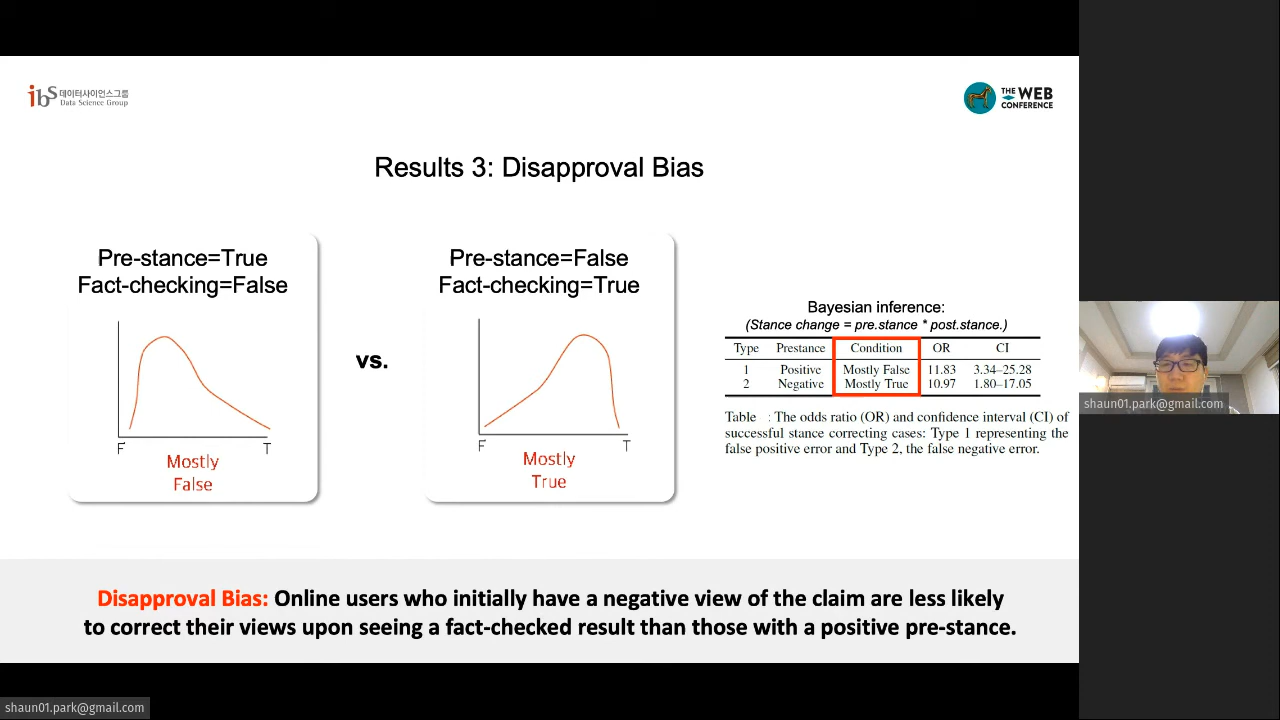 ibs 데이터사이언스그룹
Data Science Group
THE WEB
CONFERENCE
Results 3: Disapproval Bias
Pre-stance=True
Fact-checking=False
F T
Mostly
False
vs.
Pre-stance=False
Fact-checking=True
F T
Mostly
True
Bayesian inference:
(Stance change = pre.stance * post.stance.)
Type Prestance Condition OR CI
1 Positive Mostly False 11.83 3.34–25.28
2 Negative Mostly True 10.97 1.80–17.05
Table : The odds ratio (OR) and confidence interval (CI) of
successful stance correcting cases: Type 1 representing the
false positive error and Type 2, the false negative error.
Disapproval Bias: Online users who initially have a negative view of the claim are less likely
to correct their views upon seeing a fact-checked result than those with a positive pre-stance.
shaun01.park@gmail.com
shaun01.park@gmail.com